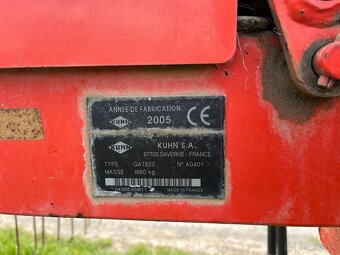 ANNEE DE FABRICATION
KUHN 2005 CE
KUHN KUHN S.A.
67700 SAVERNE - FRANCE
TYPE GA7822 N° A0401
MASSE 1860 kg
MADE IN FRANCE